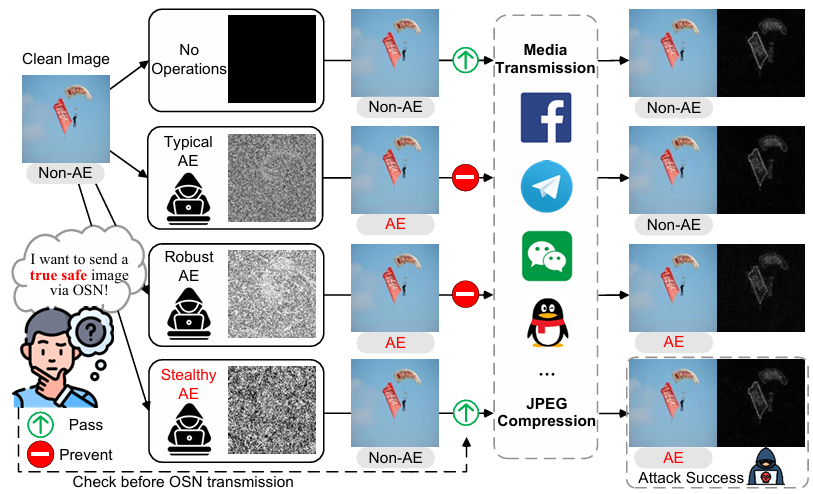 Clean Image
Non-AE
I want to send a
true safe image
via OSN!
?
Pass
Prevent
Check before OSN transmission
No
Operations
Non-AE
Typical
AE
AE
Robust
AE
AE
Stealthy
AE
Non-AE
Media
Transmission
f
...
JPEG
Compression
Non-AE
Non-AE
AE
AE
Attack Success